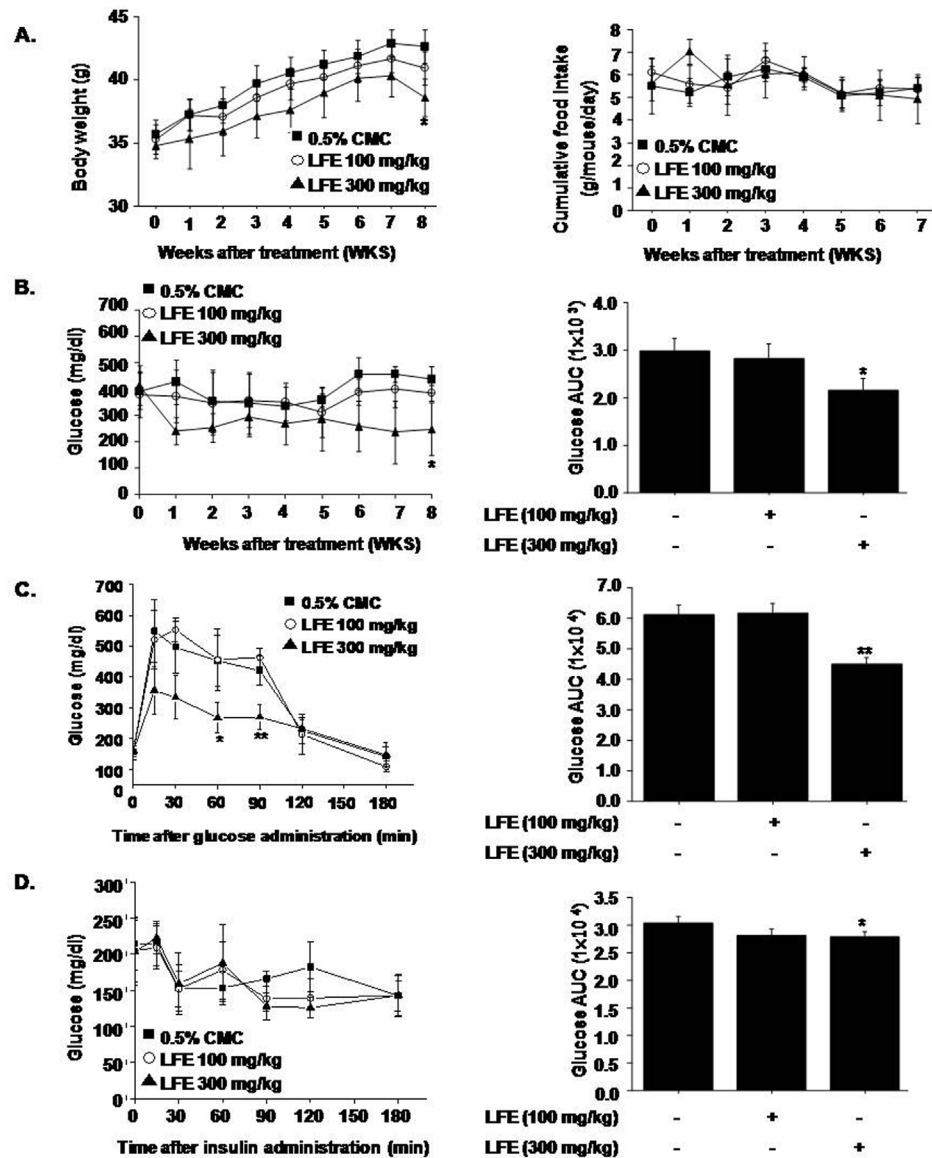 A.
45
40
35
30
Body weight (g)
0.5% CMC
LFE 100 mg/kg
LFE 300 mg/kg
*
0 1 2 3 4 5 6 7 8
Weeks after treatment (WKS)
8
7
6
5
4
3
2
1
0
Cumulative food intake
(g/mouse/day)
0.5% CMC
LFE 100 mg/kg
LFE 300 mg/kg
0 1 2 3 4 5 6 7
Weeks after treatment (WKS)
B.
0.5% CMC
LFE 100 mg/kg
LFE 300 mg/kg
700
600
500
400
300
200
100
0
Glucose (mg/dl)
*
0 1 2 3 4 5 6 7 8
Weeks after treatment (WKS)
4.0
3.0
2.0
1.0
0.0
Glucose AUC (1×10 3)
*
LFE (100 mg/kg) - + -
LFE (300 mg/kg) - - +
C.
700
600
500
400
300
200
100
Glucose (mg/dl)
0.5% CMC
LFE 100 mg/kg
LFE 300 mg/kg
* **
0 30 60 90 120 150 180
Time after glucose administration (min)
7.0
6.0
5.0
4.0
3.0
2.0
1.0
0.0
Glucose AUC (1×10 4)
**
LFE (100 mg/kg) - + -
LFE (300 mg/kg) - - +
D.
300
250
200
150
100
50
0
Glucose (mg/dl)
0.5% CMC
LFE 100 mg/kg
LFE 300 mg/kg
0 30 60 90 120 150 180
Time after insulin administration (min)
3.5
3.0
2.5
2.0
1.5
1.0
0.5
0.0
Glucose AUC (1×10 4)
*
LFE (100 mg/kg) - + -
LFE (300 mg/kg) - - +